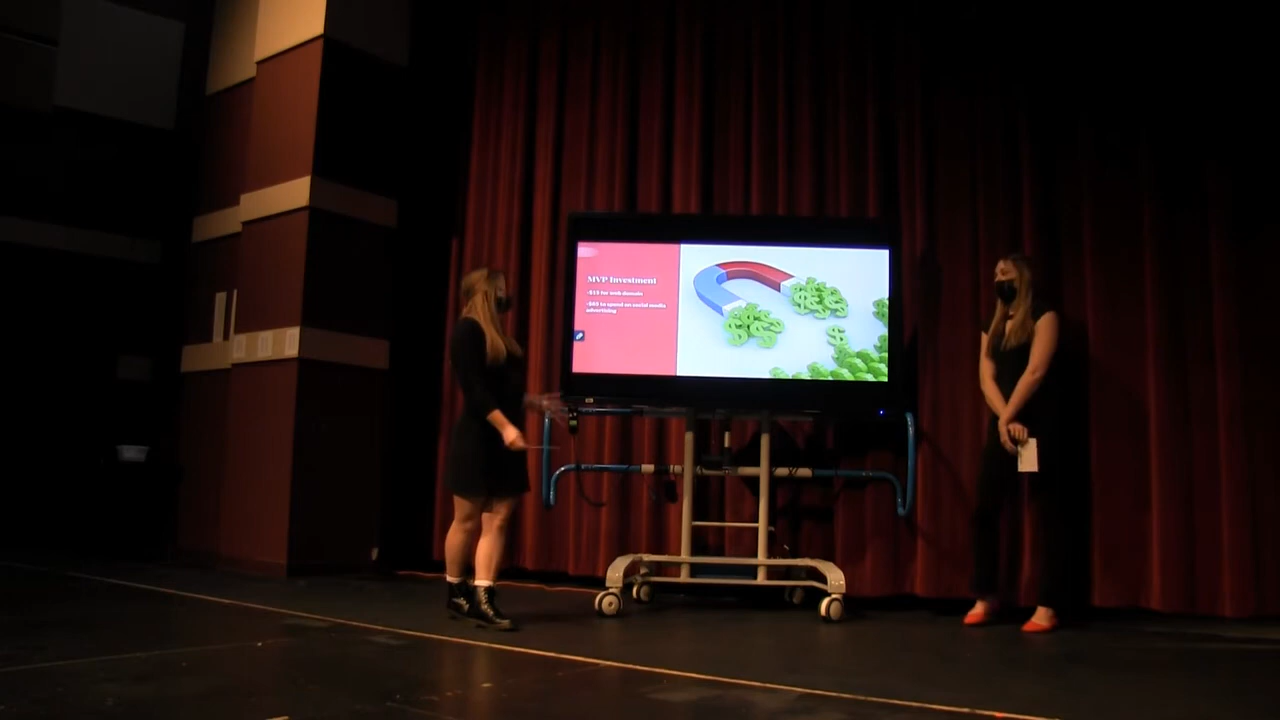 MVP Investment
-$15 for web domain
-$85 to spend on social media
advertising